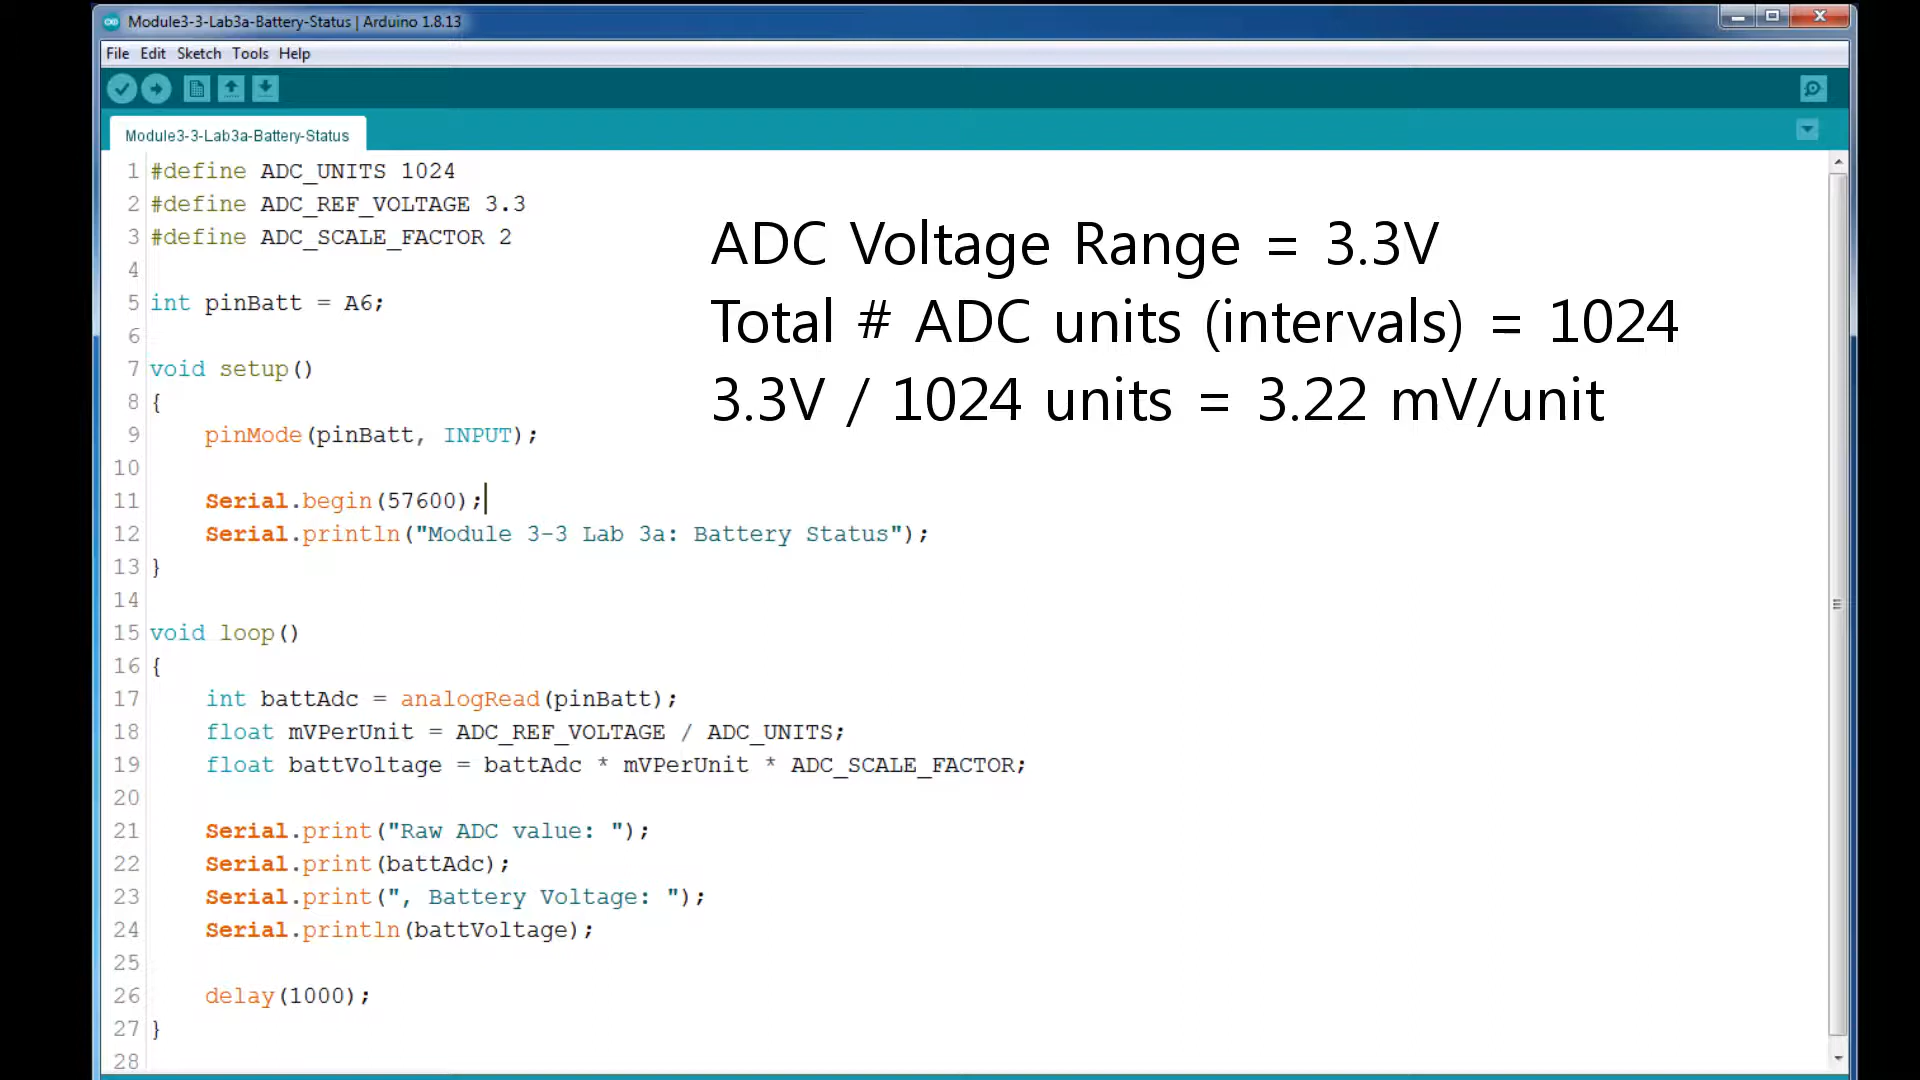 Module3-3-Lab3a-Battery-Status | Arduino 1.8.13
File Edit Sketch Tools Help
Module3-3-Lab3a-Battery-Status
1 #define ADC_UNITS 1024
2 #define ADC_REF_VOLTAGE 3.3
3 #define ADC_SCALE_FACTOR 2
4
5 int pinBatt = A6;
6
7 void setup()
8 {
9 pinMode(pinBatt, INPUT);
10
11 Serial.begin(57600);
12 Serial.println("Module 3-3 Lab 3a: Battery Status");
13 }
14
15 void loop()
16 {
17 int battAdc = analogRead(pinBatt);
18 float mVPerUnit = ADC_REF_VOLTAGE / ADC_UNITS;
19 float battVoltage = battAdc * mVPerUnit * ADC_SCALE_FACTOR;
20
21 Serial.print("Raw ADC value: ");
22 Serial.print(battAdc);
23 Serial.print(", Battery Voltage: ");
24 Serial.println(battVoltage);
25
26 delay(1000);
27 }
28
ADC Voltage Range = 3.3V
Total # ADC units (intervals) = 1024
3.3V / 1024 units = 3.22 mV/unit